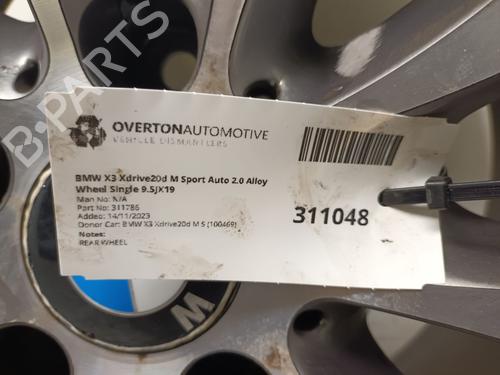 OVERTONAUTOMOTIVE
VEHICLE DISMANTLERS
BMW X3 Xdrive20d M Sport Auto 2.0 Alloy
Wheel Single 9.5JX19
Man No: N/A
Part No: 311786
Added: 14/11/2023
Donor Car: BMW X3 Xdrive20d M S (100469)
Notes:
REAR WHEEL
311048
M
B-PARTS